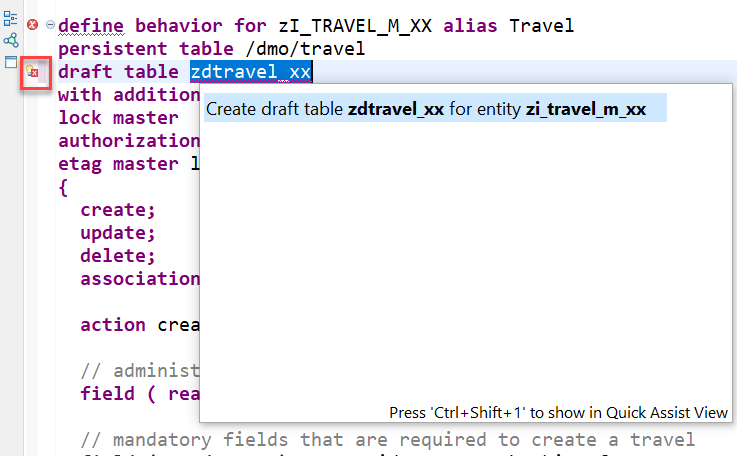 define behavior for zI_TRAVEL_M_XX alias Travel
persistent table /dmo/travel
draft table zdtravel_xx
with addition
lock master
authorization
etag master l
{
create;
update;
delete;
association
action crea
// administ
field ( rea
// mandatory fields that are required to create a travel
Create draft table zdtravel_xx for entity zi_travel_m_xx
Press 'Ctrl+Shift+1' to show in Quick Assist View